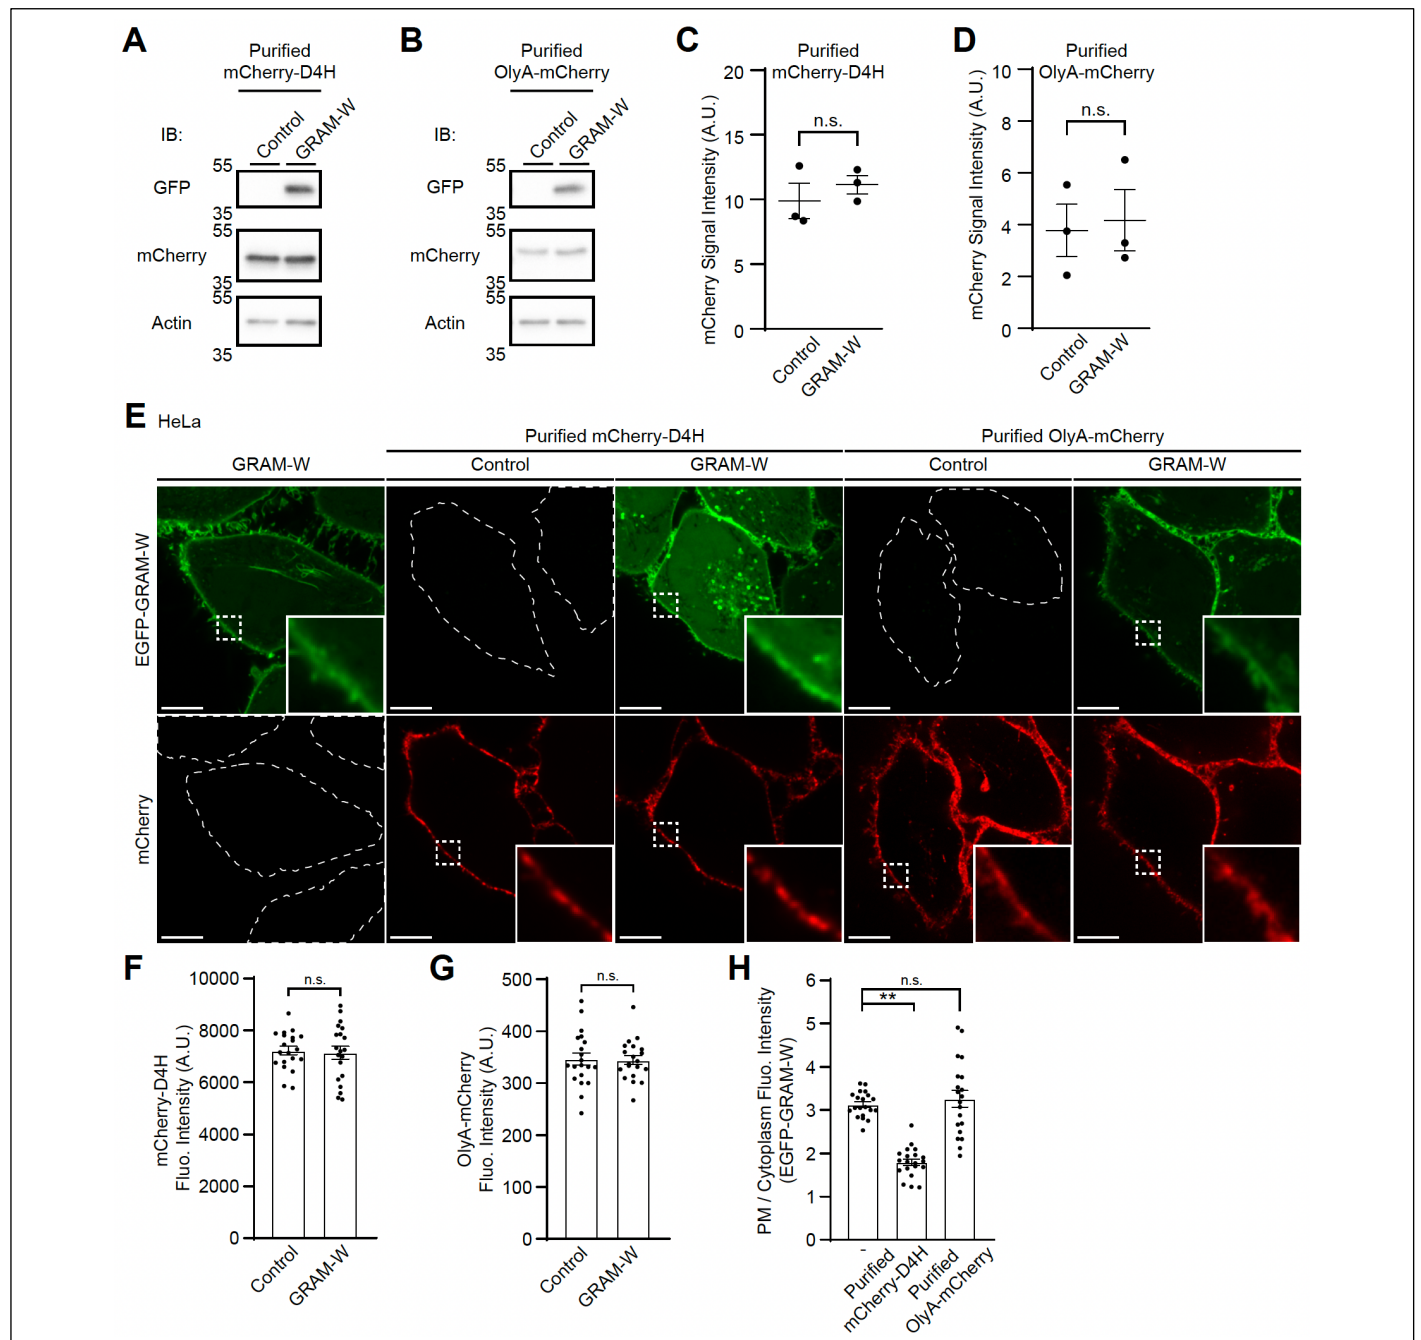 A
Purified
mCherry-D4H
IB:
Control
GRAM-W
55
GFP
35
55
mCherry
35
55
Actin
35
B
Purified
OlyA-mCherry
IB:
Control
GRAM-W
55
GFP
35
55
mCherry
35
55
Actin
35
C
Purified
mCherry-D4H
mCherry Signal Intensity (A.U.)
20
15
10
5
0
n.s.
Control
GRAM-W
D
Purified
OlyA-mCherry
mCherry Signal Intensity (A.U.)
10
8
6
4
2
0
n.s.
Control
GRAM-W
E
HeLa
Purified mCherry-D4H
Purified OlyA-mCherry
GRAM-W
Control
GRAM-W
Control
GRAM-W
EGFP-GRAM-W
mCherry
F
mCherry-D4H
Fluo. Intensity (A.U.)
10000
8000
6000
4000
2000
0
n.s.
Control
GRAM-W
G
OlyA-mCherry
Fluo. Intensity (A.U.)
500
400
300
200
100
0
n.s.
Control
GRAM-W
H
PM / Cytoplasm Fluo. Intensity
(EGFP-GRAM-W)
6
5
4
3
2
1
0
n.s.
**
-
Purified
mCherry-D4H
Purified
OlyA-mCherry